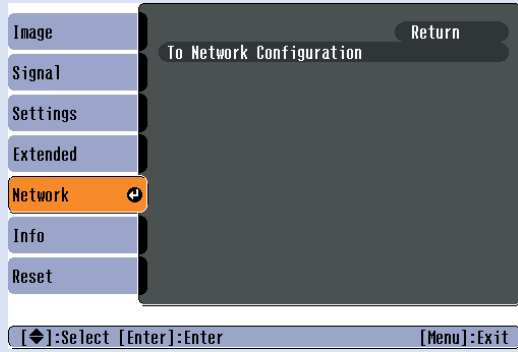 Image
Signal
Settings
Extended
Network
Info
Reset
Return
To Network Configuration
[◆]:Select [Enter]:Enter [Menu]:Exit